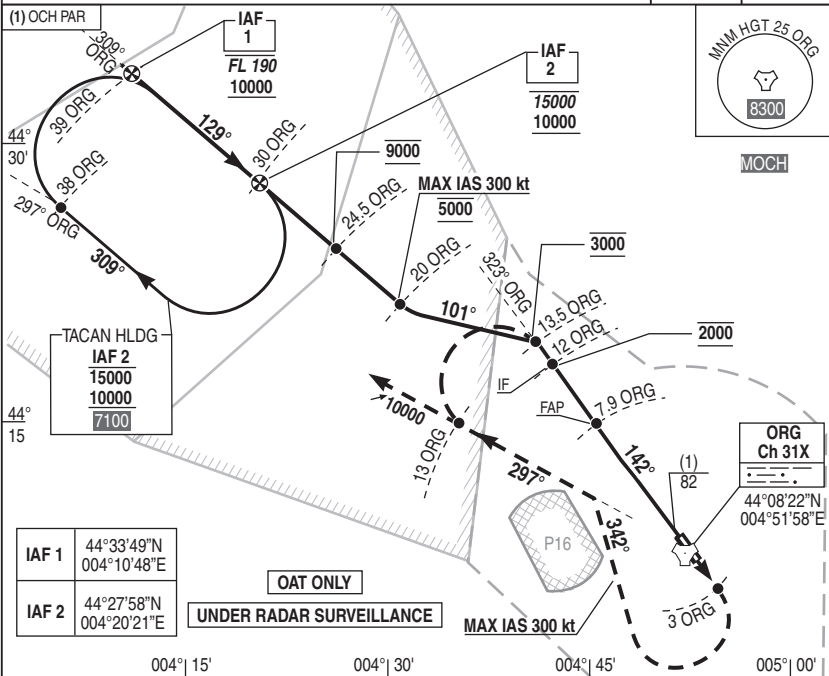 (1) OCH PAR
309°
ORG
IAF
1
FL 190
10000
39 ORG
129°
30 ORG
IAF
2
15000
10000
MNM HGT 25 ORG
8300
MOCH
44°
30'
38 ORG
297° ORG
309°
9000
24.5 ORG
MAX IAS 300 kt
5000
20 ORG
323° ORG
101°
3000
13.5 ORG
12 ORG
2000
IF
FAP
7.9 ORG
TACAN HLDG
IAF 2
15000
10000
7100
44°
15
10000
13 ORG
297°
142°
(1)
82
ORG
Ch 31X
44°08'22"N
004°51'58"E
P16
342°
IAF 1
44°33'49"N
004°10'48"E
IAF 2
44°27'58"N
004°20'21"E
OAT ONLY
UNDER RADAR SURVEILLANCE
MAX IAS 300 kt
3 ORG
004° 15'
004° 30'
004° 45'
005° 00'